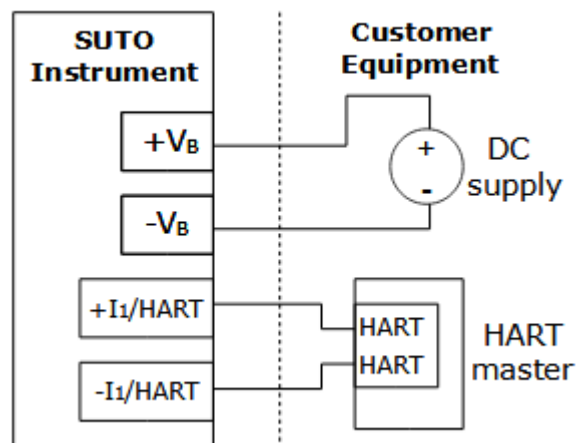 SUTO
Instrument
Customer
Equipment
+VB
-VB
+
-
DC
supply
+I1/HART
-I1/HART
HART
HART
HART
master